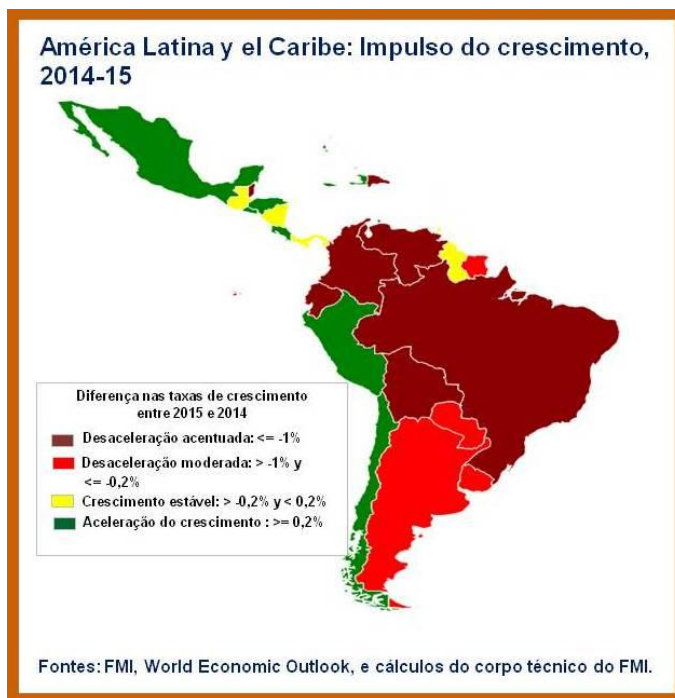 América Latina y el Caribe: Impulso do crescimento,
2014-15
Diferença nas taxas de crescimento
entre 2015 e 2014
Desaceleração acentuada: <= -1%
Desaceleração moderada: > -1% y
<= -0,2%
Crescimento estável: > -0,2% y < 0,2%
Aceleração do crescimento : >= 0,2%
Fontes: FMI, World Economic Outlook, e cálculos do corpo técnico do FMI.